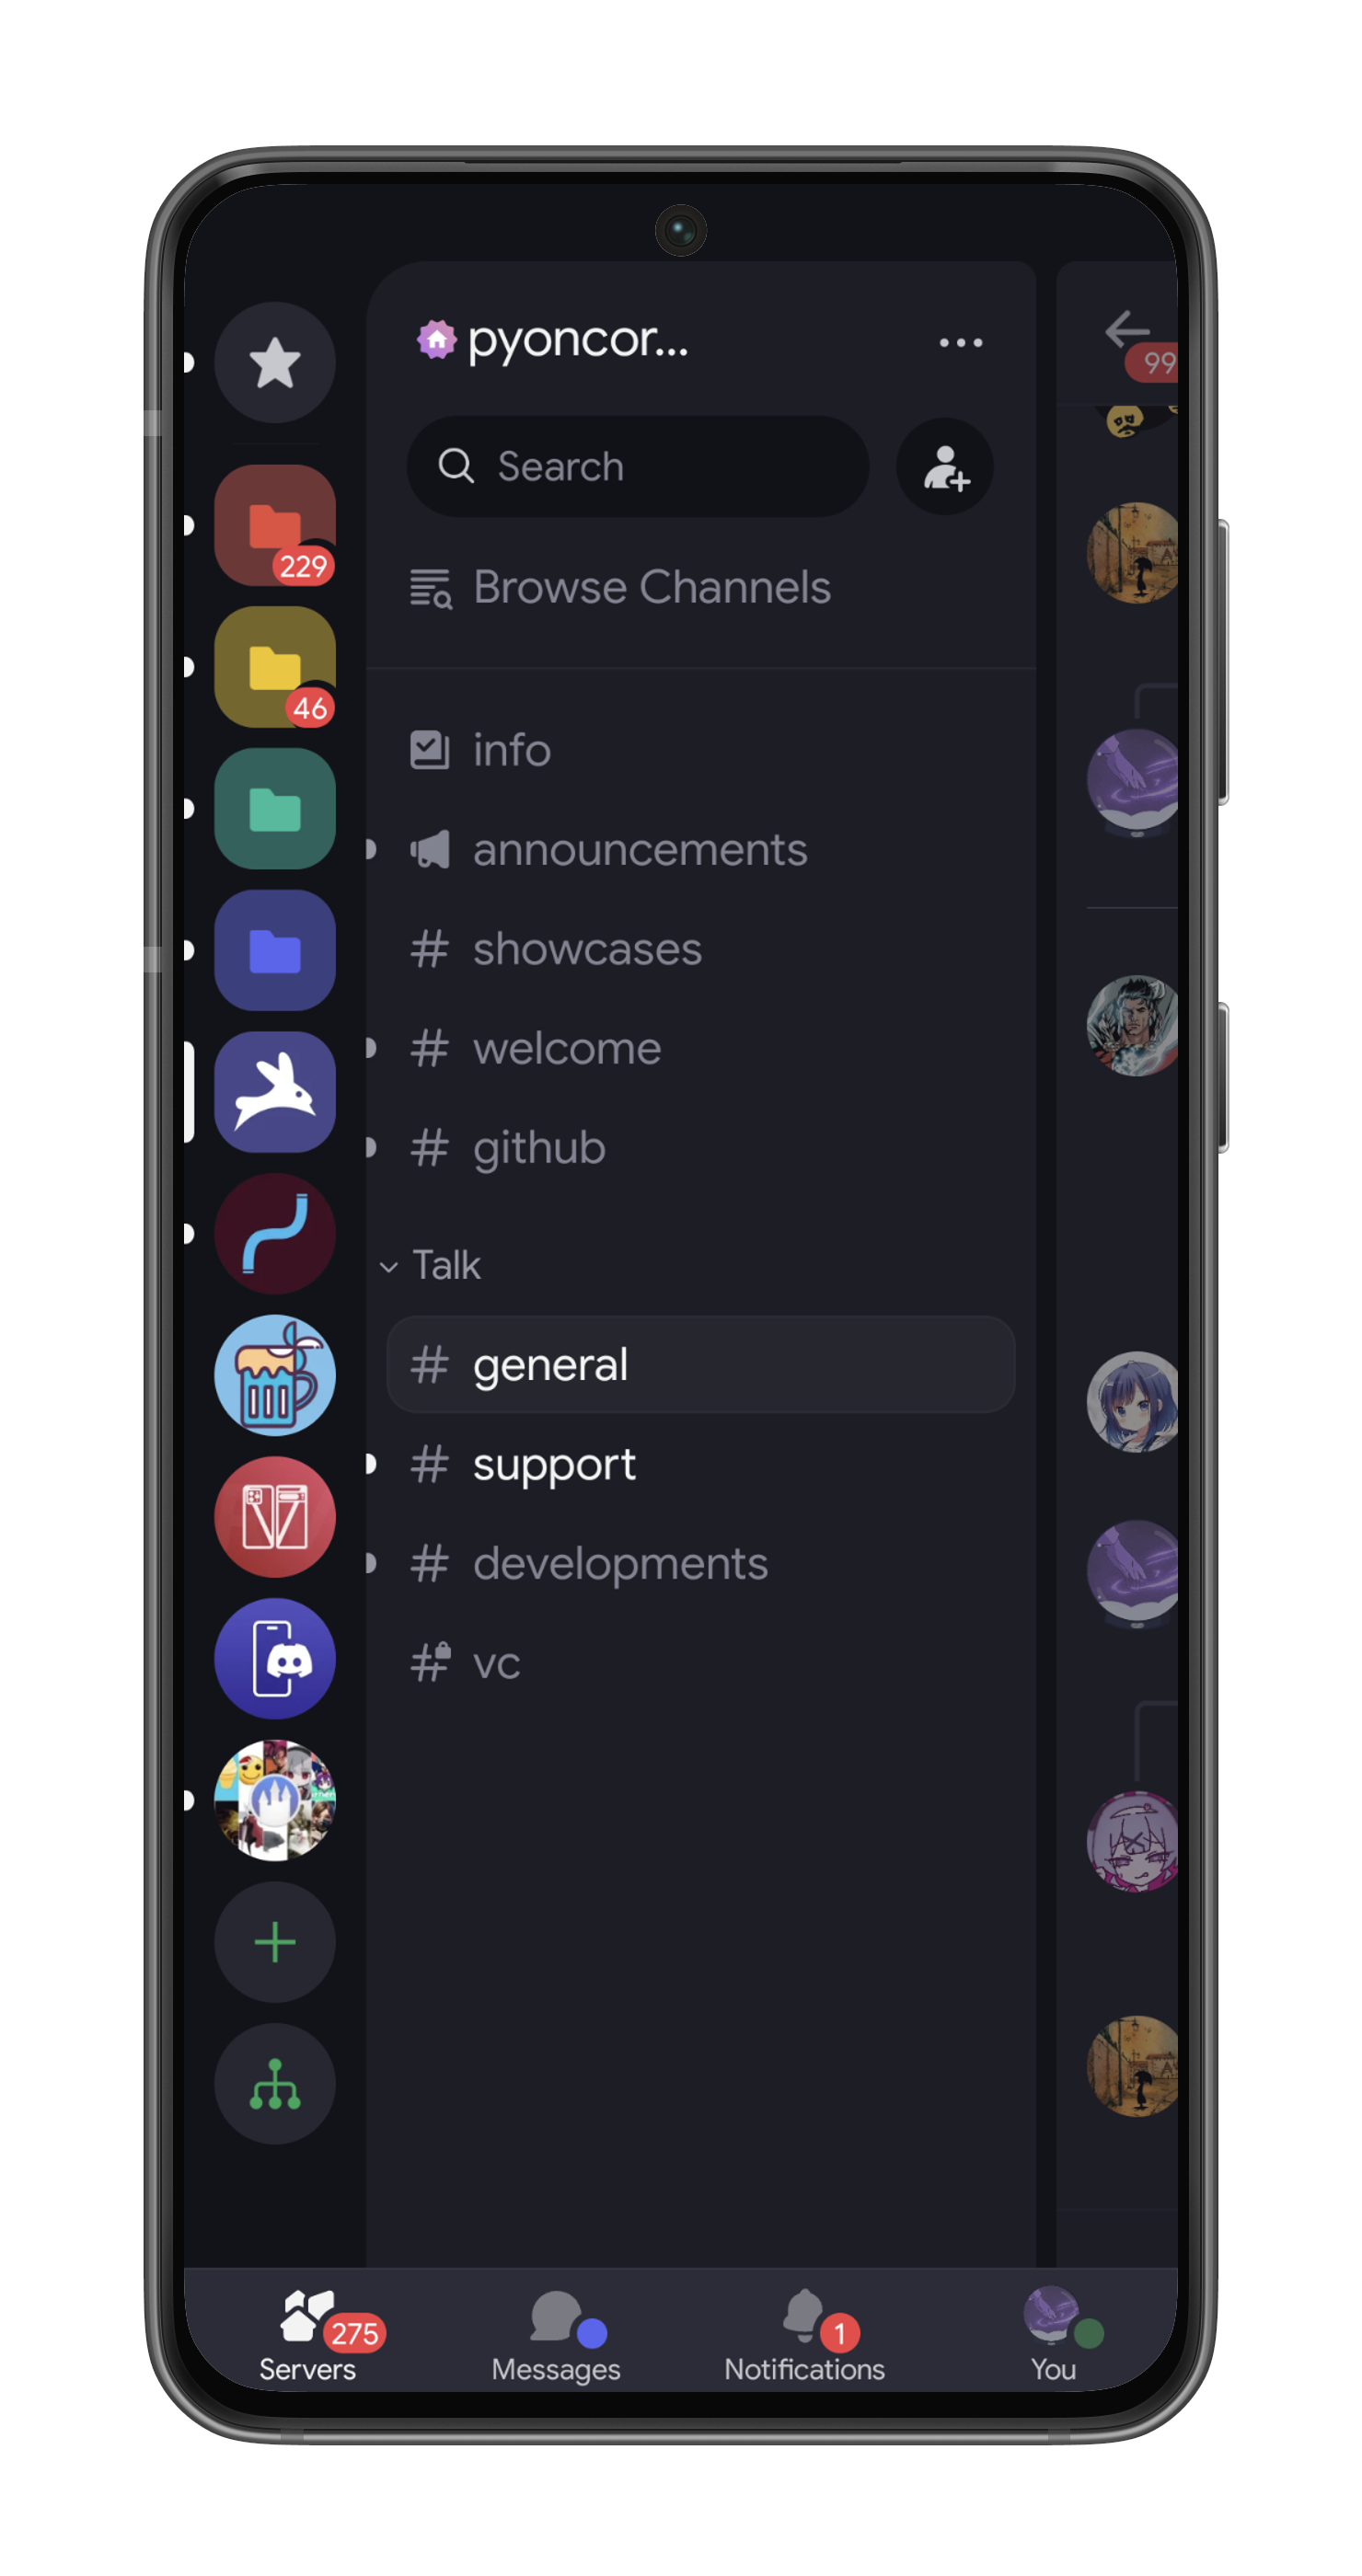 pyoncor...
Search
Browse Channels
229
46
info
announcements
# showcases
# welcome
# github
Talk
# general
# support
# developments
# vc
99
275
1
Servers
Messages
Notifications
You